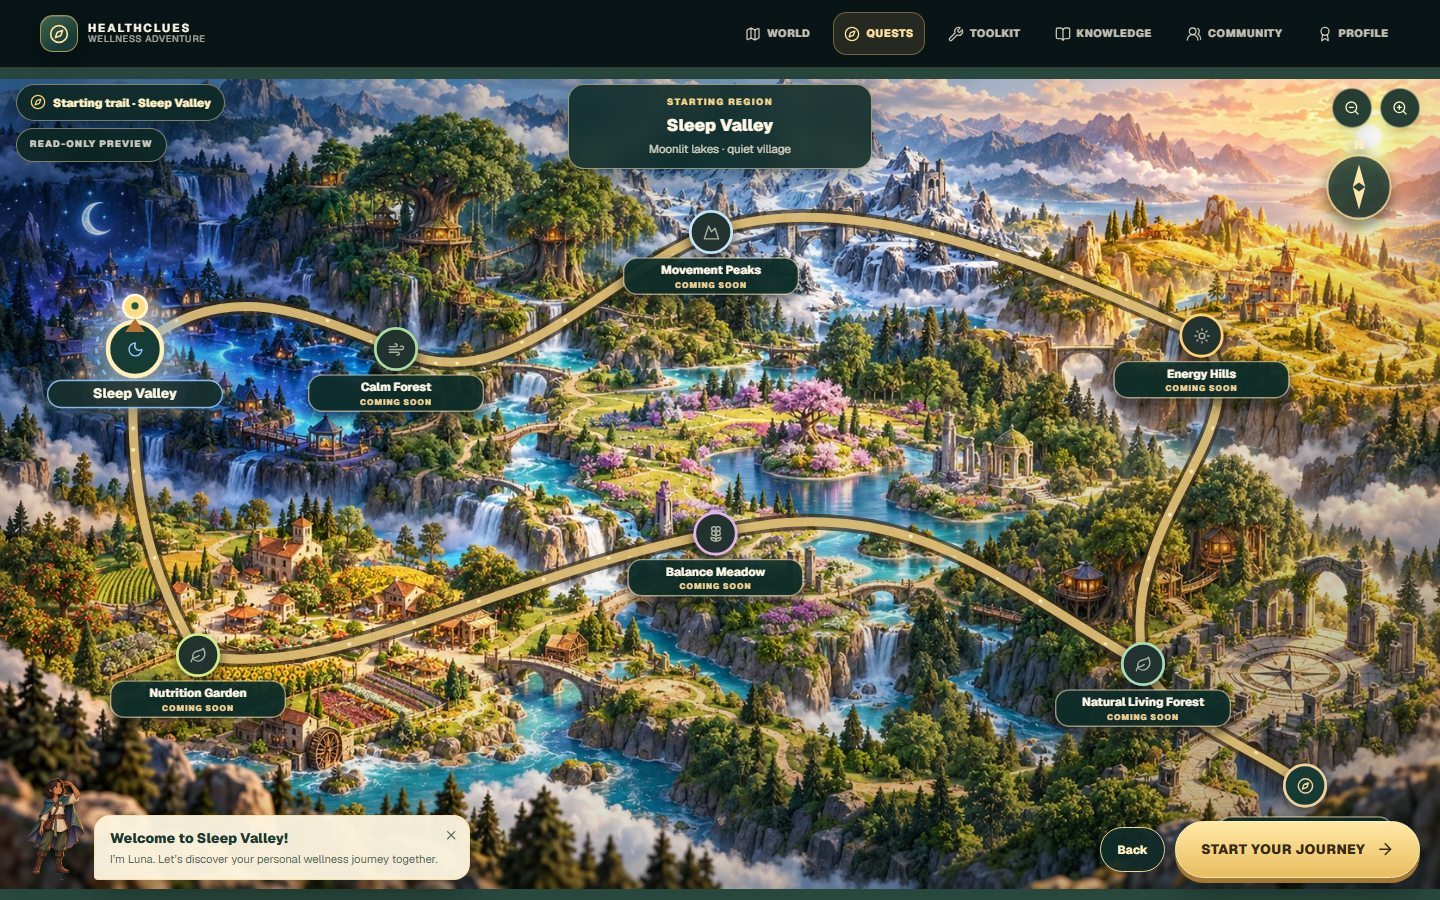 HEALTHCLUES
WELLNESS ADVENTURE
WORLD
QUESTS
TOOLKIT
KNOWLEDGE
COMMUNITY
PROFILE
Starting trail · Sleep Valley
READ-ONLY PREVIEW
STARTING REGION
Sleep Valley
Moonlit lakes · quiet village
Movement Peaks
COMING SOON
Sleep Valley
Calm Forest
COMING SOON
Energy Hills
COMING SOON
Balance Meadow
COMING SOON
Nutrition Garden
COMING SOON
Natural Living Forest
COMING SOON
Welcome to Sleep Valley!
I'm Luna. Let's discover your personal wellness journey together.
Back
START YOUR JOURNEY